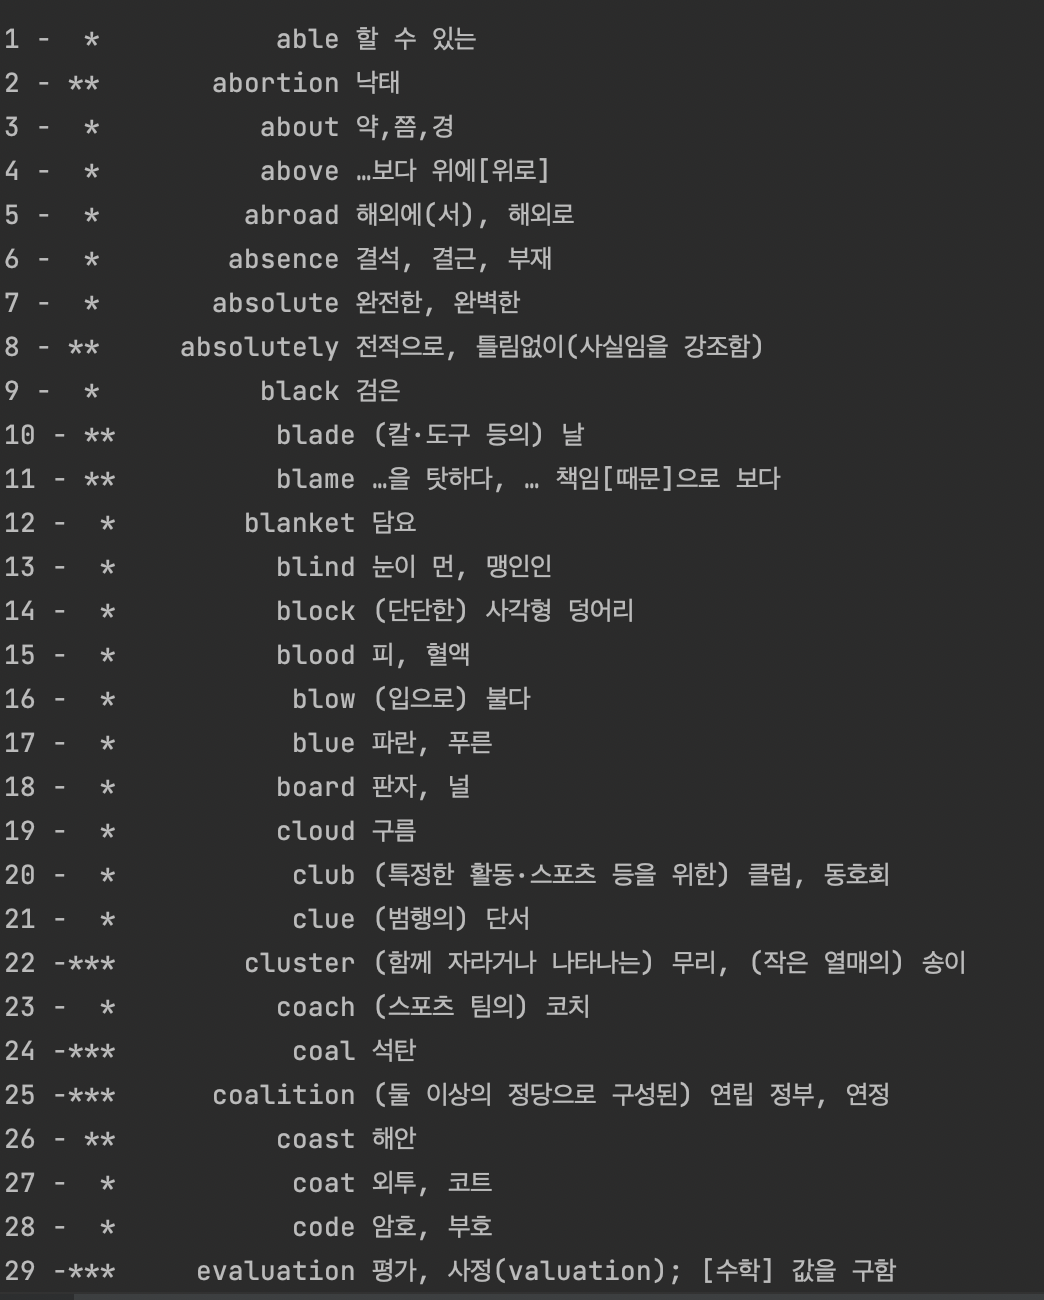 1 -  *           able 할 수 있는
2 - **       abortion 낙태
3 -  *          about 약,쯤,경
4 -  *          above …보다 위에[위로]
5 -  *         abroad 해외에(서), 해외로
6 -  *        absence 결석, 결근, 부재
7 -  *       absolute 완전한, 완벽한
8 - **     absolutely 전적으로, 틀림없이(사실임을 강조함)
9 -  *          black 검은
10 - **          blade (칼·도구 등의) 날
11 - **          blame …을 탓하다, … 책임[때문]으로 보다
12 -  *        blanket 담요
13 -  *          blind 눈이 먼, 맹인인
14 -  *          block (단단한) 사각형 덩어리
15 -  *          blood 피, 혈액
16 -  *           blow (입으로) 불다
17 -  *           blue 파란, 푸른
18 -  *          board 판자, 널
19 -  *          cloud 구름
20 -  *           club (특정한 활동·스포츠 등을 위한) 클럽, 동호회
21 -  *           clue (범행의) 단서
22 -***        cluster (함께 자라거나 나타나는) 무리, (작은 열매의) 송이
23 -  *          coach (스포츠 팀의) 코치
24 -***           coal 석탄
25 -***      coalition (둘 이상의 정당으로 구성된) 연립 정부, 연정
26 - **          coast 해안
27 -  *           coat 외투, 코트
28 -  *           code 암호, 부호
29 -***     evaluation 평가, 사정(valuation); [수학] 값을 구함